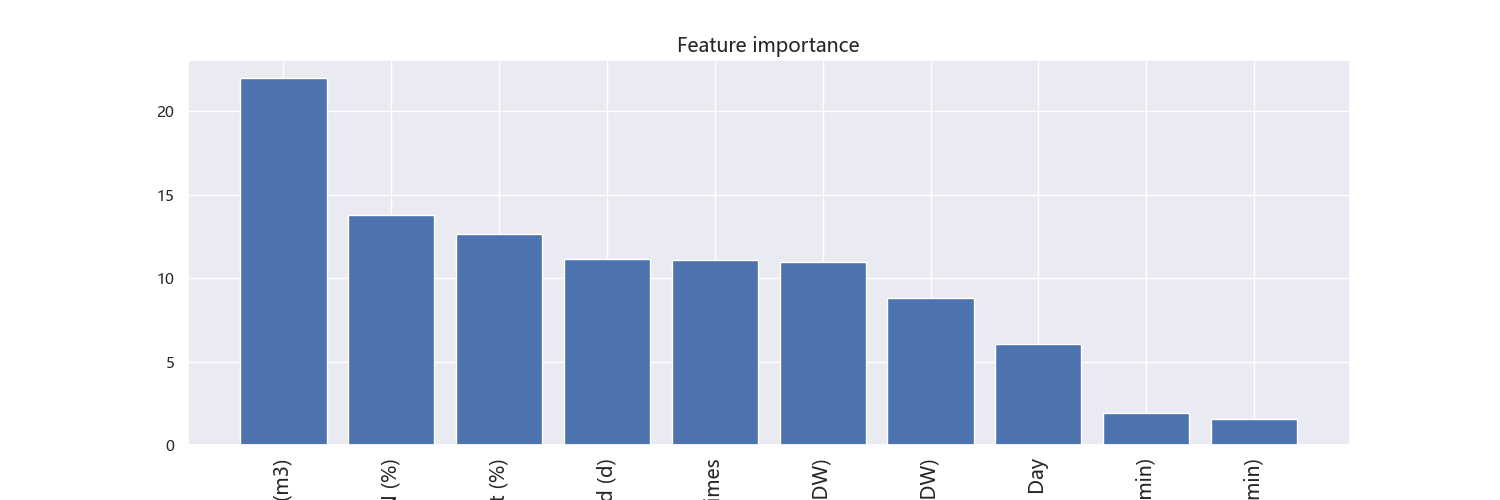 Feature importance
20
15
10
5
0
(m3)
(%)
t (%)
d (d)
imes
DW)
DW)
Day
min)
min)